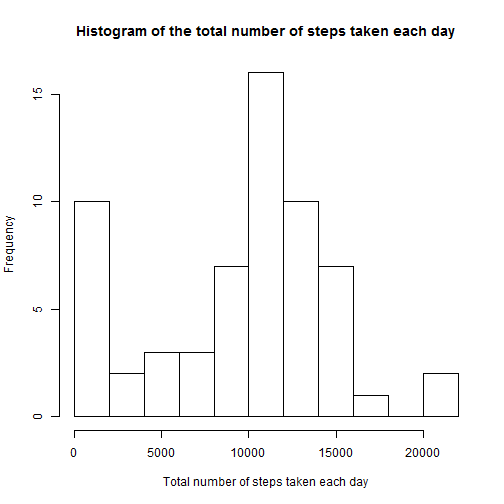 Histogram of the total number of steps taken each day
Frequency
15
10
5
0
0 5000 10000 15000 20000
Total number of steps taken each day